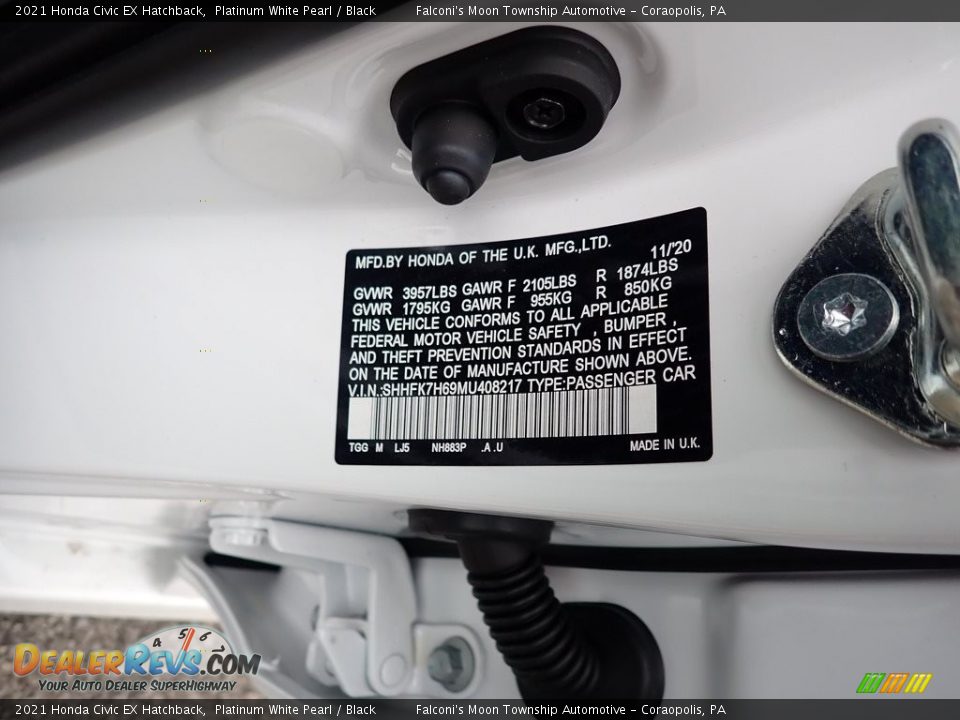 2021 Honda Civic EX Hatchback, Platinum White Pearl / Black Falconi's Moon Township Automotive - Coraopolis, PA
MFD.BY HONDA OF THE U.K. MFG.,LTD. 11/'20
GVWR 3957LBS GAWR F 2105LBS R 1874LBS
GVWR 1795KG GAWR F 955KG R 850KG
THIS VEHICLE CONFORMS TO ALL APPLICABLE
FEDERAL MOTOR VEHICLE SAFETY , BUMPER ,
AND THEFT PREVENTION STANDARDS IN EFFECT
ON THE DATE OF MANUFACTURE SHOWN ABOVE.
V.I.N.:SHHFK7H69MU408217 TYPE:PASSENGER CAR
TGG M LJ5 NH883P .A.U MADE IN U.K.
4 5 6
DEALERREVS.COM
YOUR AUTO DEALER SUPERHIGHWAY
2021 Honda Civic EX Hatchback, Platinum White Pearl / Black Falconi's Moon Township Automotive - Coraopolis, PA